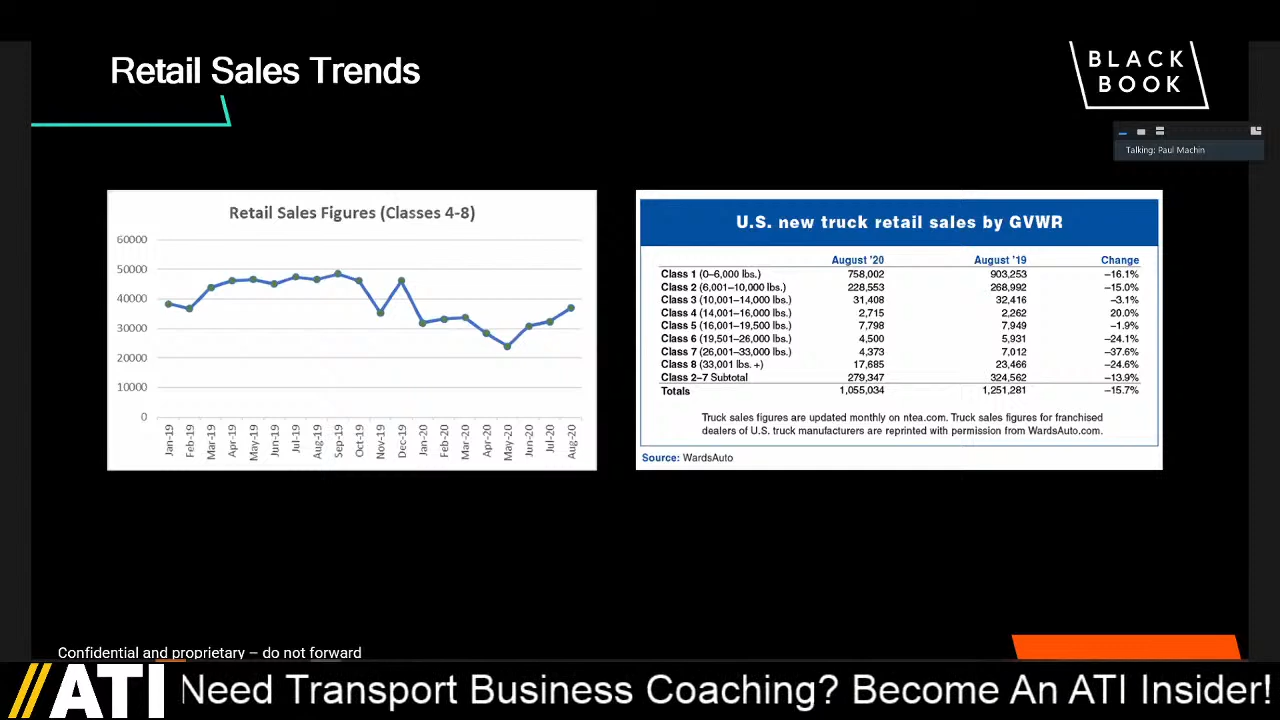 Retail Sales Trends
BLACK
BOOK
Talking: Paul Machin
Retail Sales Figures (Classes 4-8)
60000
50000
40000
30000
20000
10000
0
Jan-19 Feb-19 Mar-19 Apr-19 May-19 Jun-19 Jul-19 Aug-19 Sep-19 Oct-19 Nov-19 Dec-19 Jan-20 Feb-20 Mar-20 Apr-20 May-20 Jun-20 Jul-20 Aug-20
U.S. new truck retail sales by GVWR
August '20 August '19 Change
Class 1 (0–6,000 lbs.) 758,002 903,253 –16.1%
Class 2 (6,001–10,000 lbs.) 228,553 268,992 –15.0%
Class 3 (10,001–14,000 lbs.) 31,408 32,416 –3.1%
Class 4 (14,001–16,000 lbs.) 2,715 2,262 20.0%
Class 5 (16,001–19,500 lbs.) 7,798 7,949 –1.9%
Class 6 (19,501–26,000 lbs.) 4,500 5,931 –24.1%
Class 7 (26,001–33,000 lbs.) 4,373 7,012 –37.6%
Class 8 (33,001 lbs. +) 17,685 23,466 –24.6%
Class 2–7 Subtotal 279,347 324,562 –13.9%
Totals 1,055,034 1,251,281 –15.7%
Truck sales figures are updated monthly on ntea.com. Truck sales figures for franchised
dealers of U.S. truck manufacturers are reprinted with permission from WardsAuto.com.
Source: WardsAuto
Confidential and proprietary – do not forward
//ATI Need Transport Business Coaching? Become An ATI Insider!